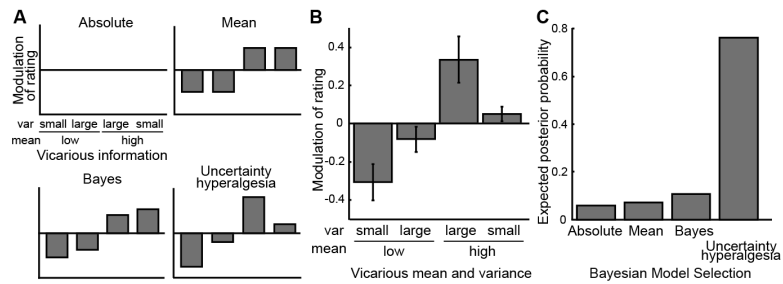 A
Absolute
Mean
Modulation
of rating
var small large large small
mean low high
Vicarious information
Bayes
Uncertainty
hyperalgesia
B
Modulation of rating
0.4
0.2
0
-0.2
-0.4
var small large large small
mean low high
Vicarious mean and variance
C
Expected posterior probability
0.8
0.6
0.4
0.2
0
Absolute Mean Bayes
Uncertainty
hyperalgesia
Bayesian Model Selection